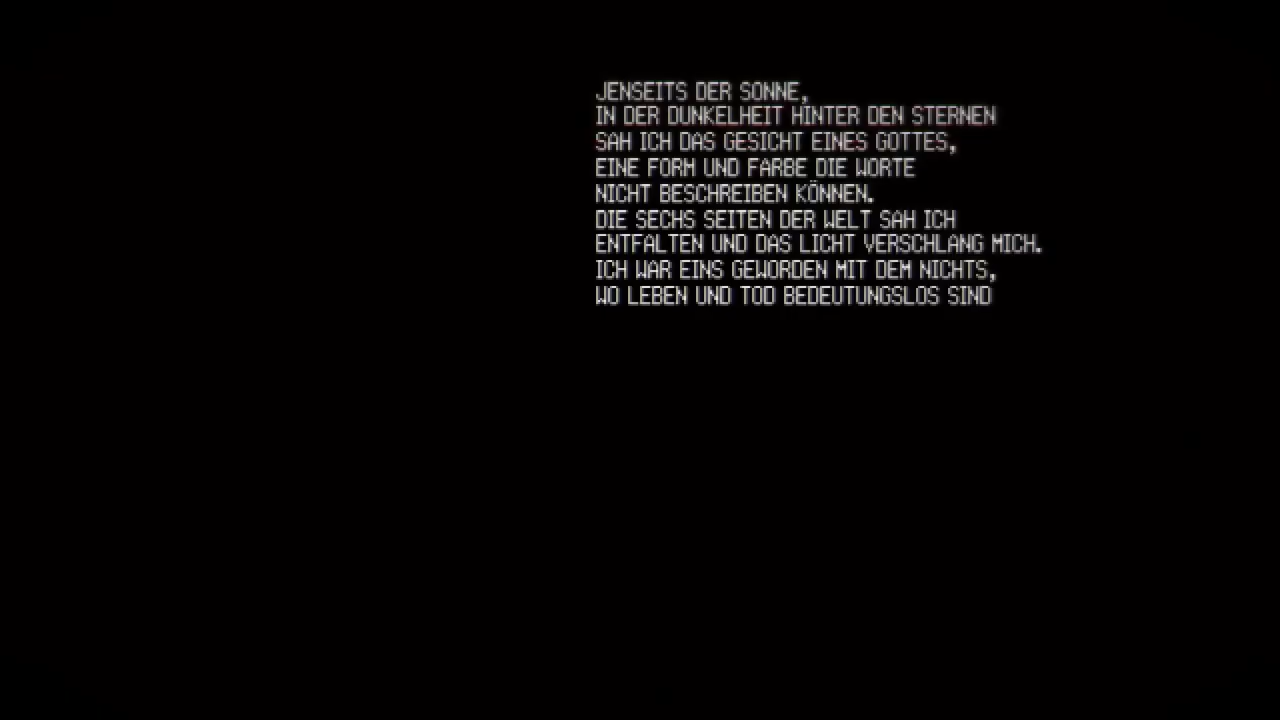 JENSEITS DER SONNE,
IN DER DUNKELHEIT HINTER DEN STERNEN
SAH ICH DAS GESICHT EINES GOTTES,
EINE FORM UND FARBE DIE WORTE
NICHT BESCHREIBEN KÖNNEN.
DIE SECHS SEITEN DER WELT SAH ICH
ENTFALTEN UND DAS LICHT VERSCHLANG MICH.
ICH WAR EINS GEWORDEN MIT DEM NICHTS,
WO LEBEN UND TOD BEDEUTUNGSLOS SIND